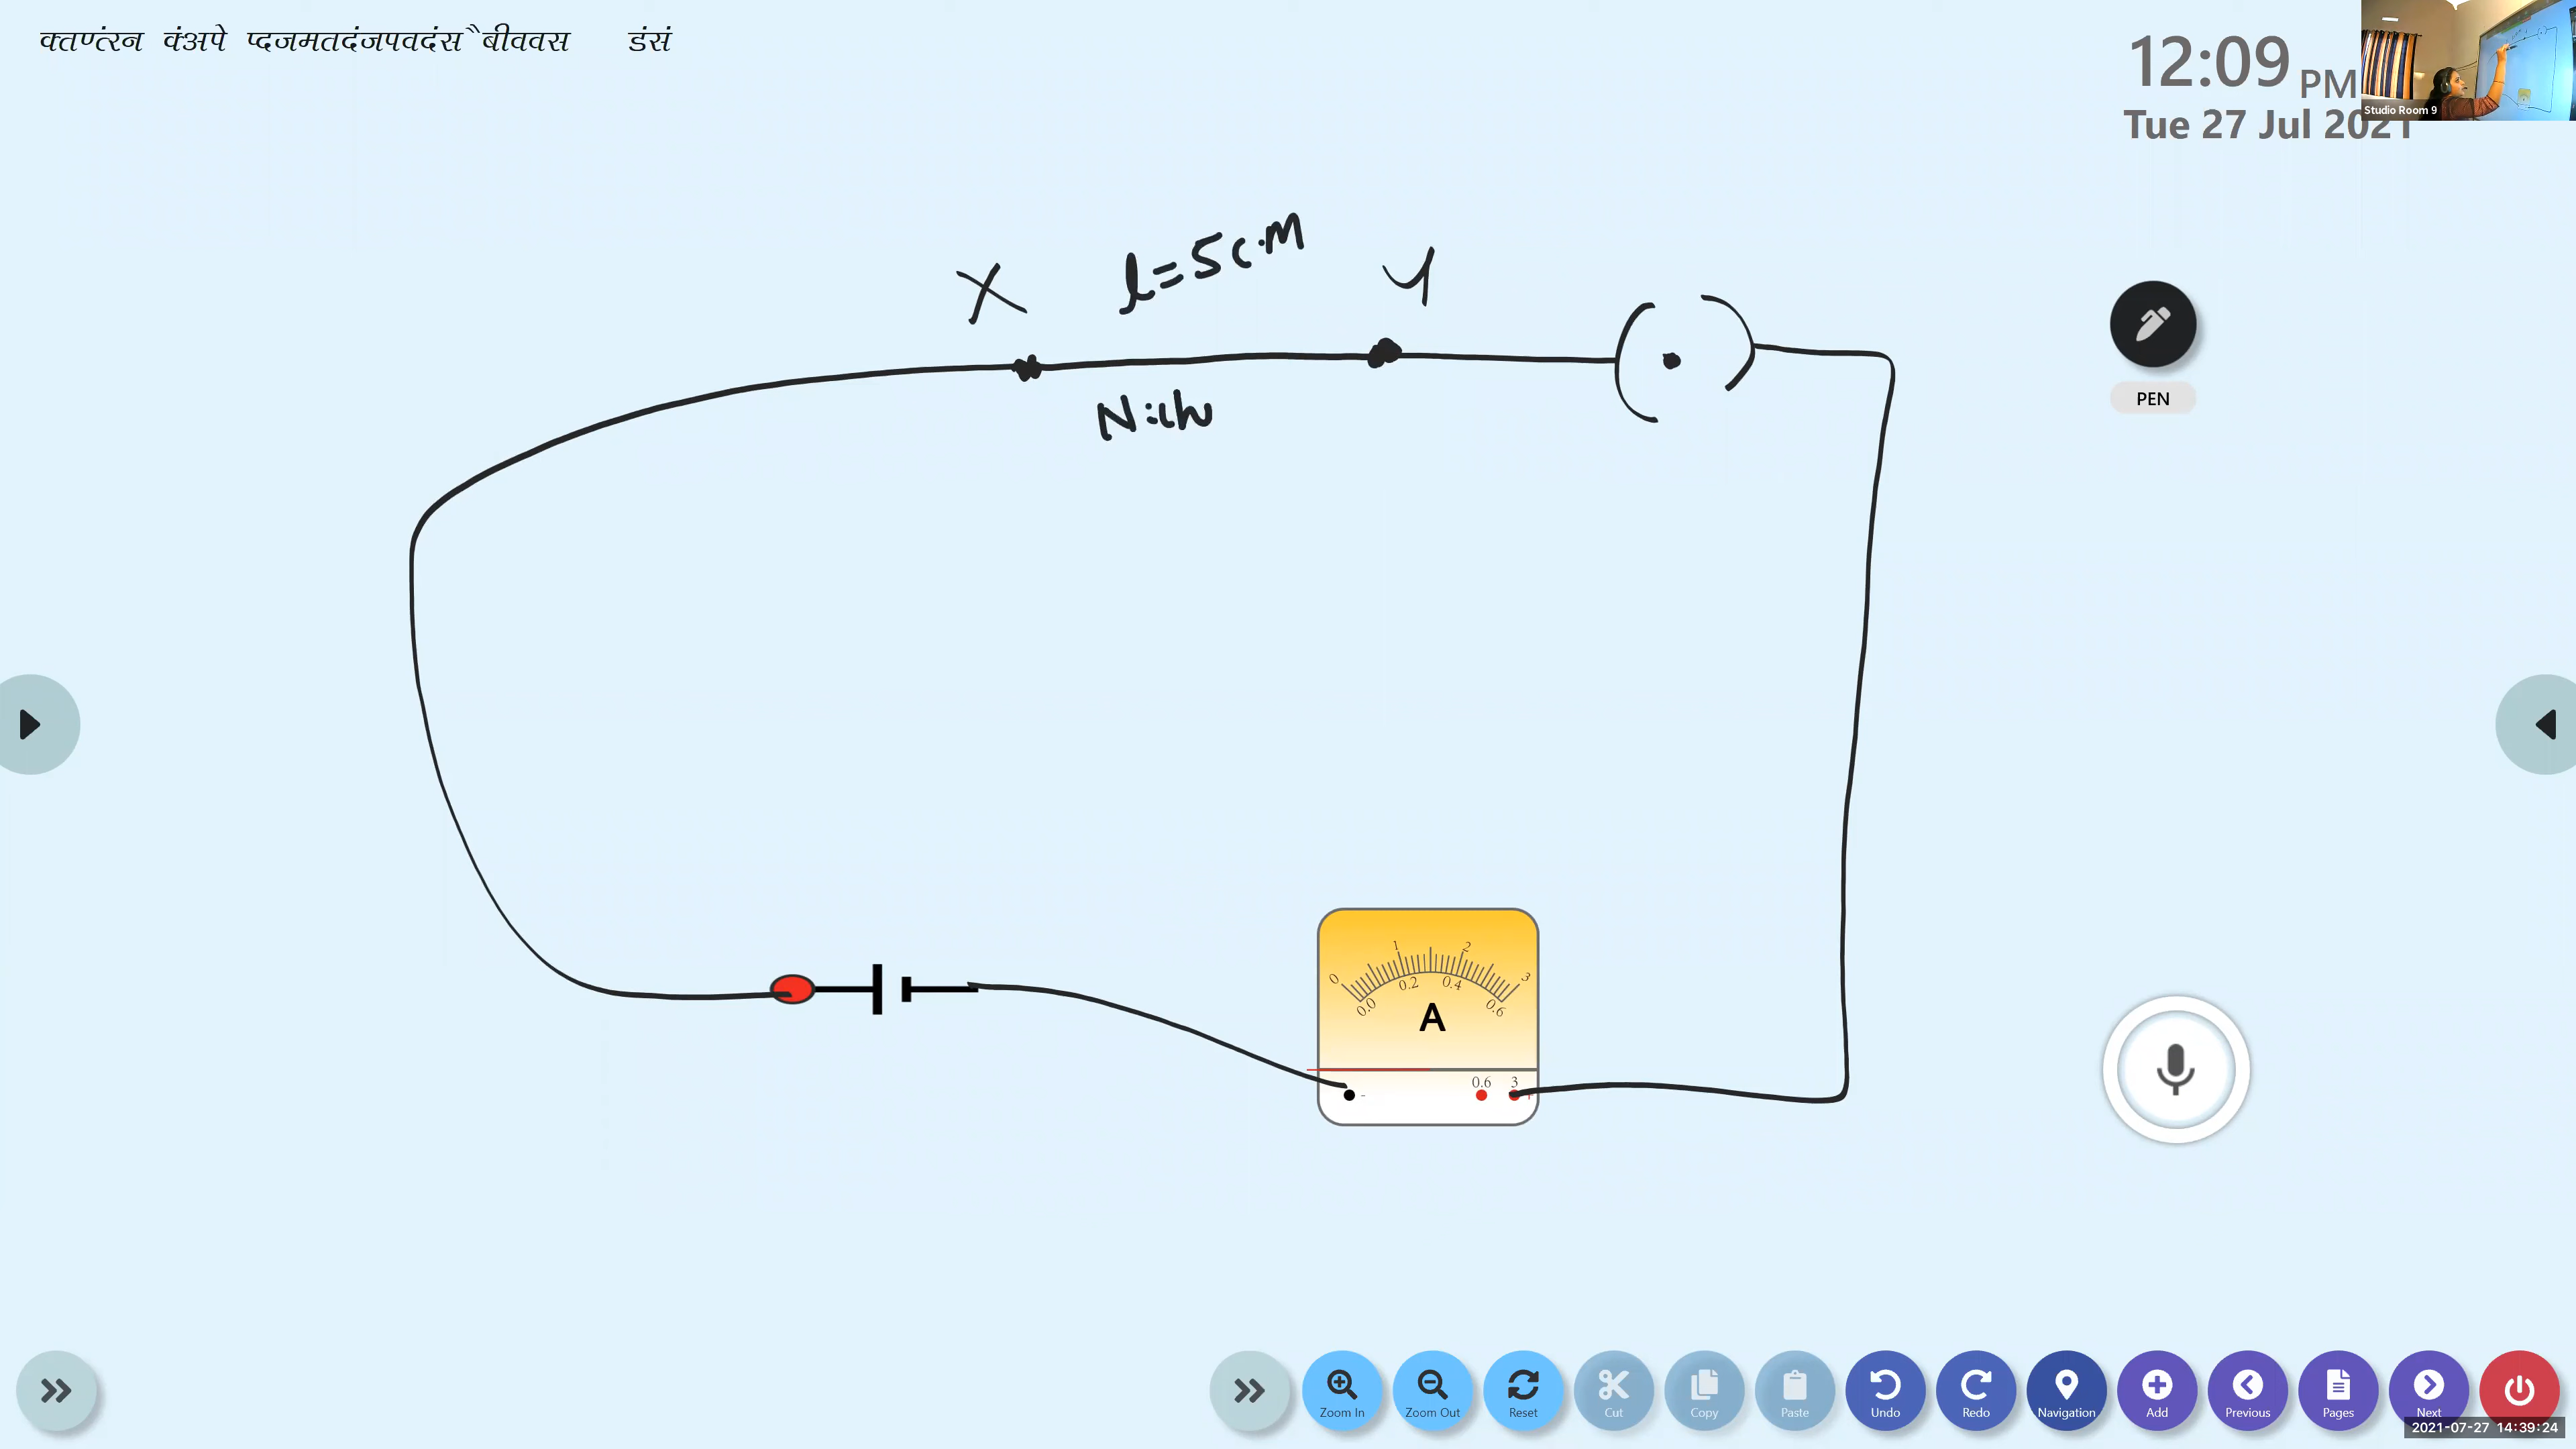 क्तण्त्ंरन क्ंअपे प्दजमतदंजपवदंस ैबीववस डंसं
12:09 PM
Tue 27 Jul 2021
Studio Room 9
l=5c.m
X
y
PEN
0 1 2 3
0.0 0.2 0.4 0.6
A
0.6 3
- +
Zoom In
Zoom Out
Reset
Cut
Copy
Paste
Undo
Redo
Navigation
Add
Previous
Pages
Next
2021-07-27 14:39:24